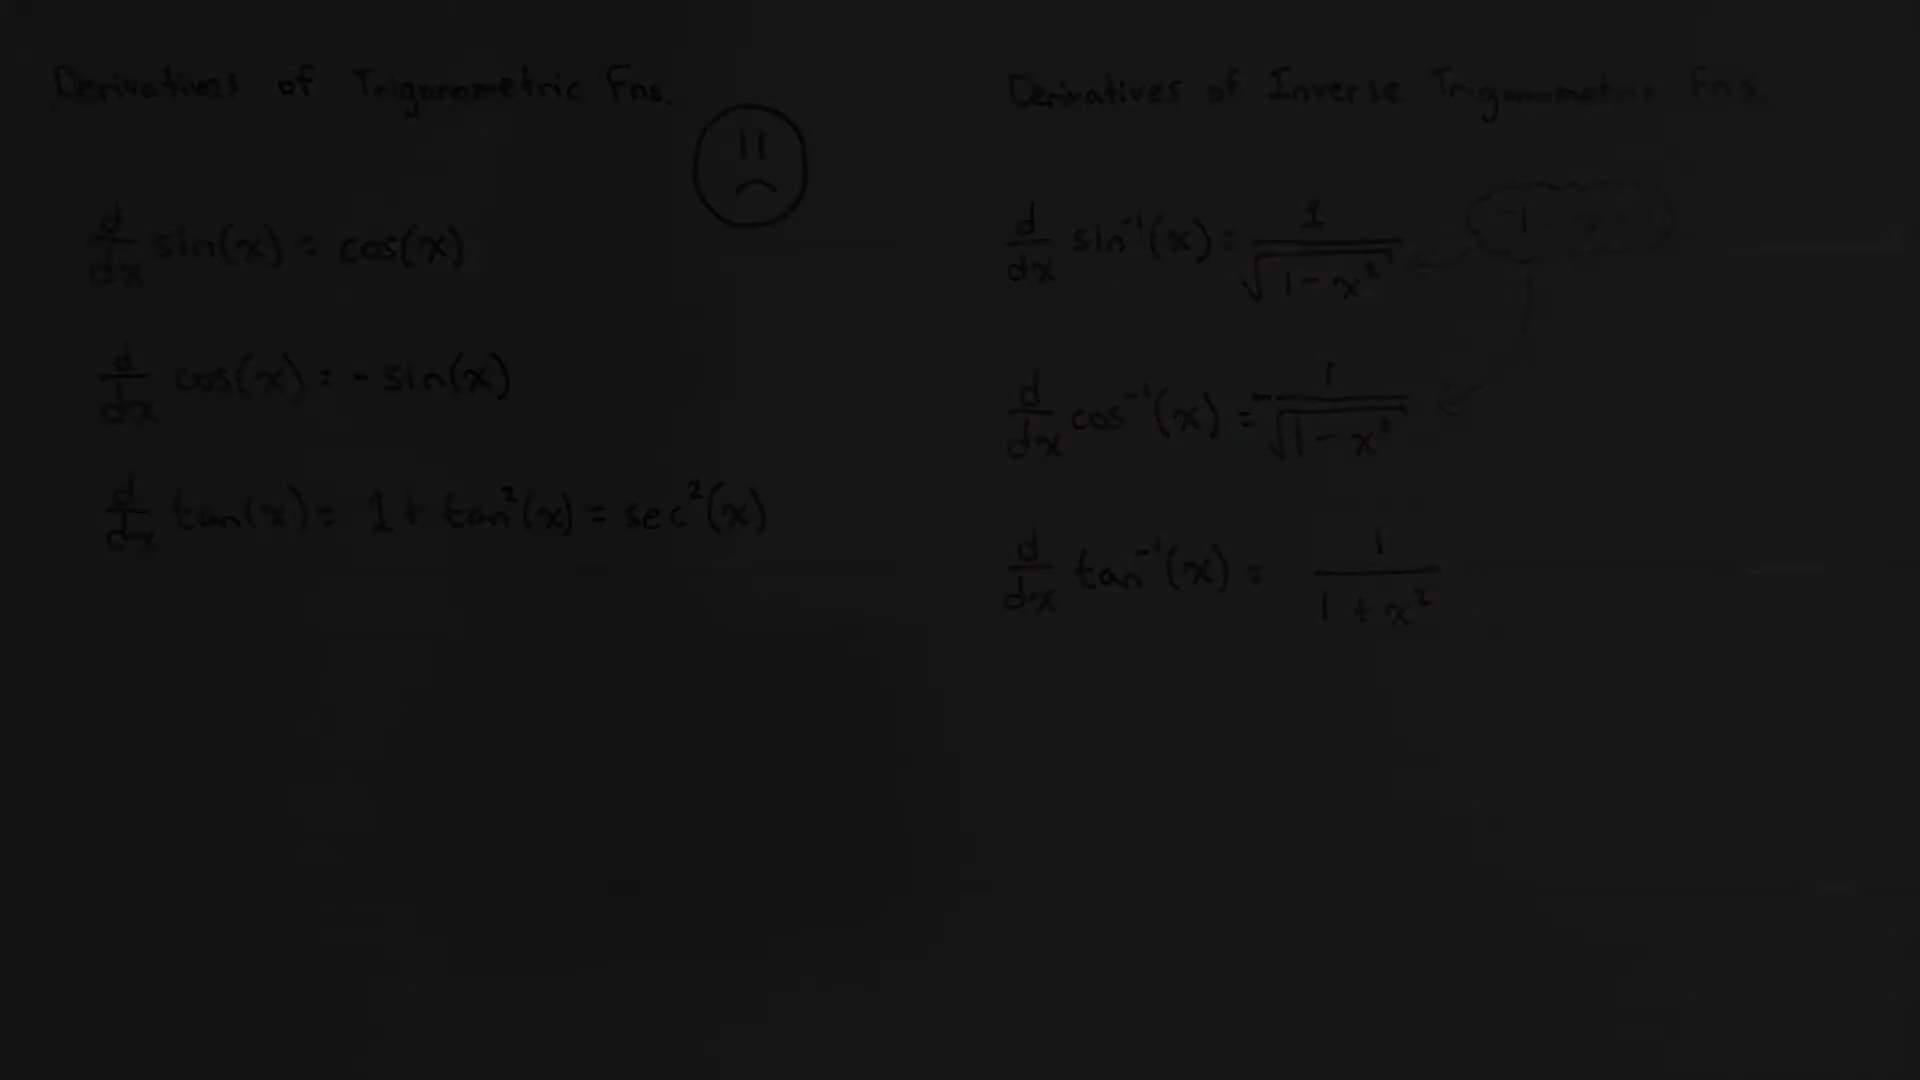 Derivatives of Trigonometric Fns.
d/dx sin(x) = cos(x)
d/dx cos(x) = - sin(x)
d/dx tan(x) = 1 + tan²(x) = sec²(x)
Derivatives of Inverse Trigonometric Fns.
d/dx sin⁻¹(x) = 1/√(1 - x²)
d/dx cos⁻¹(x) = - 1/√(1 - x²)
d/dx tan⁻¹(x) = 1/(1 + x²)